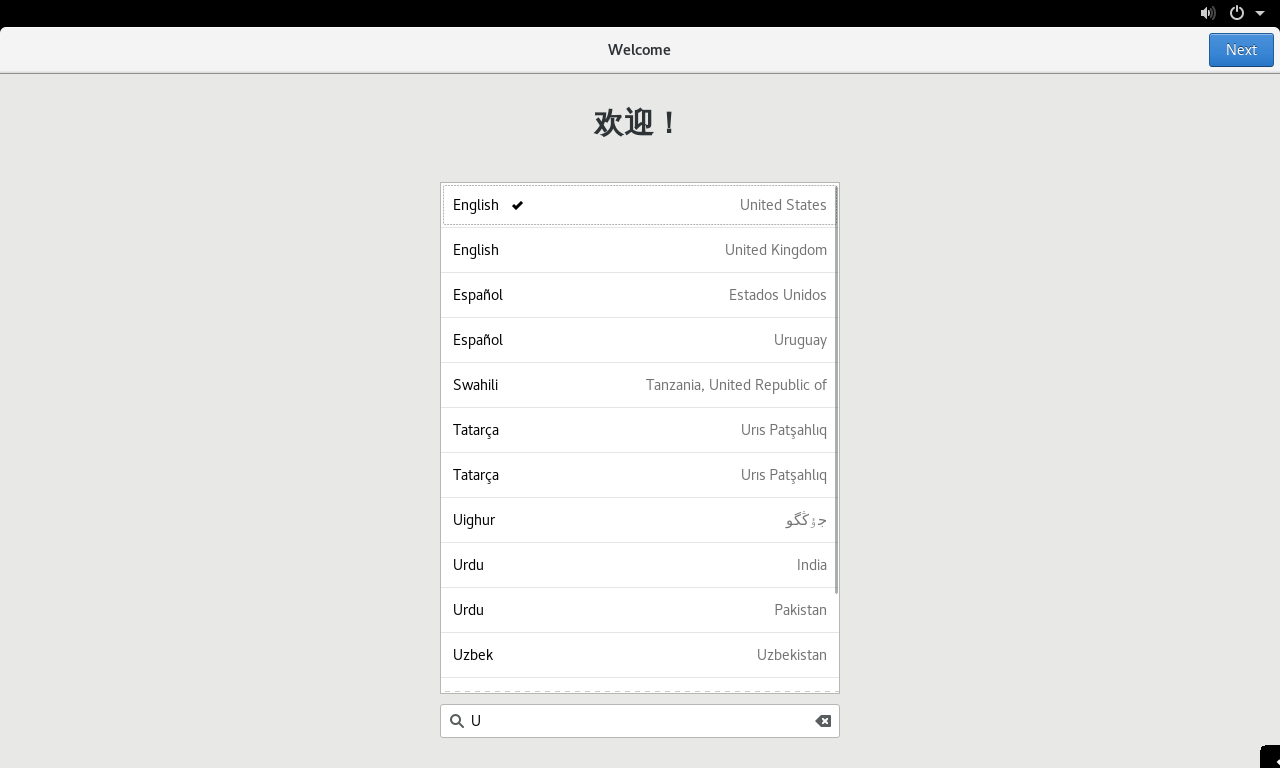 Welcome
Next
欢迎！
English United States
English United Kingdom
Español Estados Unidos
Español Uruguay
Swahili Tanzania, United Republic of
Tatarça Urıs Patşahlıq
Tatarça Urıs Patşahlıq
Uighur
Urdu India
Urdu Pakistan
Uzbek Uzbekistan
U